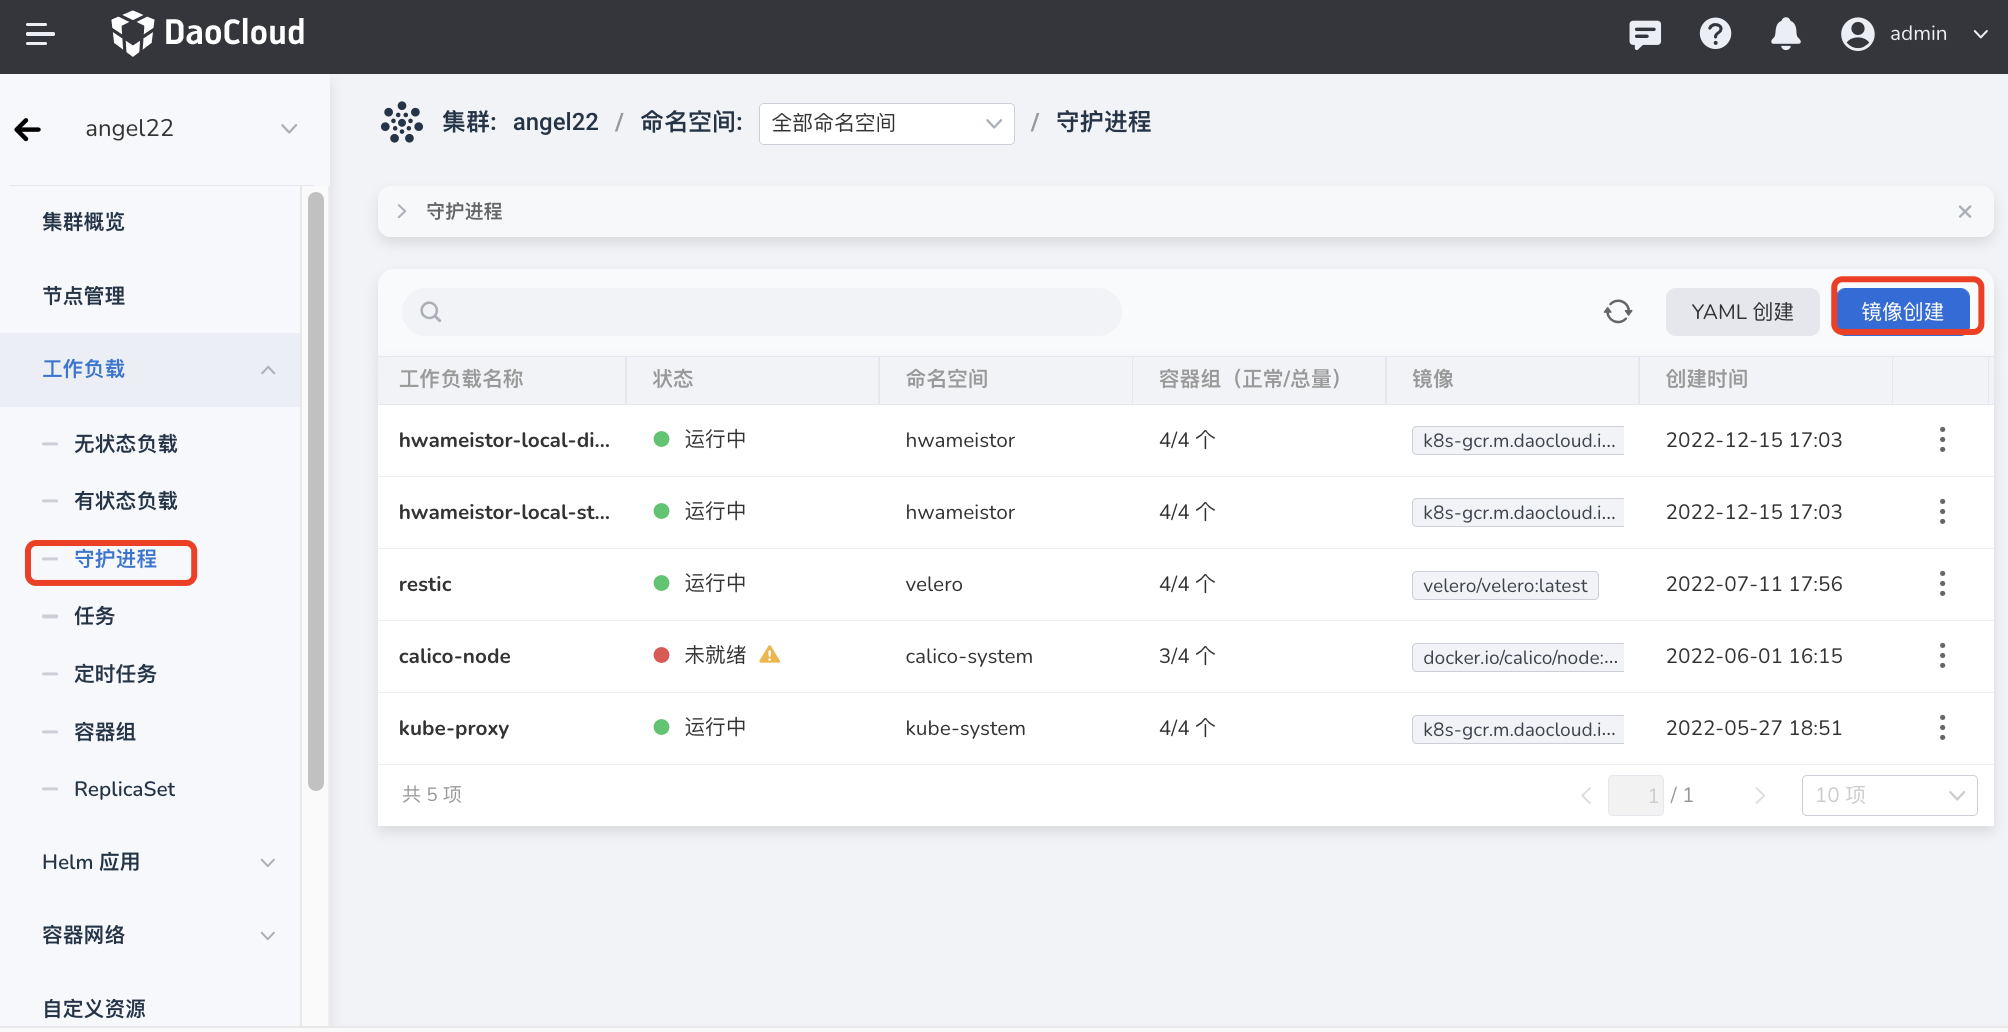 DaoCloud
admin
angel22
集群: angel22 / 命名空间: 全部命名空间 / 守护进程
集群概览
节点管理
工作负载
无状态负载
有状态负载
守护进程
任务
定时任务
容器组
ReplicaSet
Helm 应用
容器网络
自定义资源
守护进程
YAML 创建 镜像创建
工作负载名称 状态 命名空间 容器组（正常/总量） 镜像 创建时间
hwameistor-local-di... 运行中 hwameistor 4/4 个 k8s-gcr.m.daocloud.i... 2022-12-15 17:03
hwameistor-local-st... 运行中 hwameistor 4/4 个 k8s-gcr.m.daocloud.i... 2022-12-15 17:03
restic 运行中 velero 4/4 个 velero/velero:latest 2022-07-11 17:56
calico-node 未就绪 calico-system 3/4 个 docker.io/calico/node:... 2022-06-01 16:15
kube-proxy 运行中 kube-system 4/4 个 k8s-gcr.m.daocloud.i... 2022-05-27 18:51
共 5 项 1 / 1 10 项